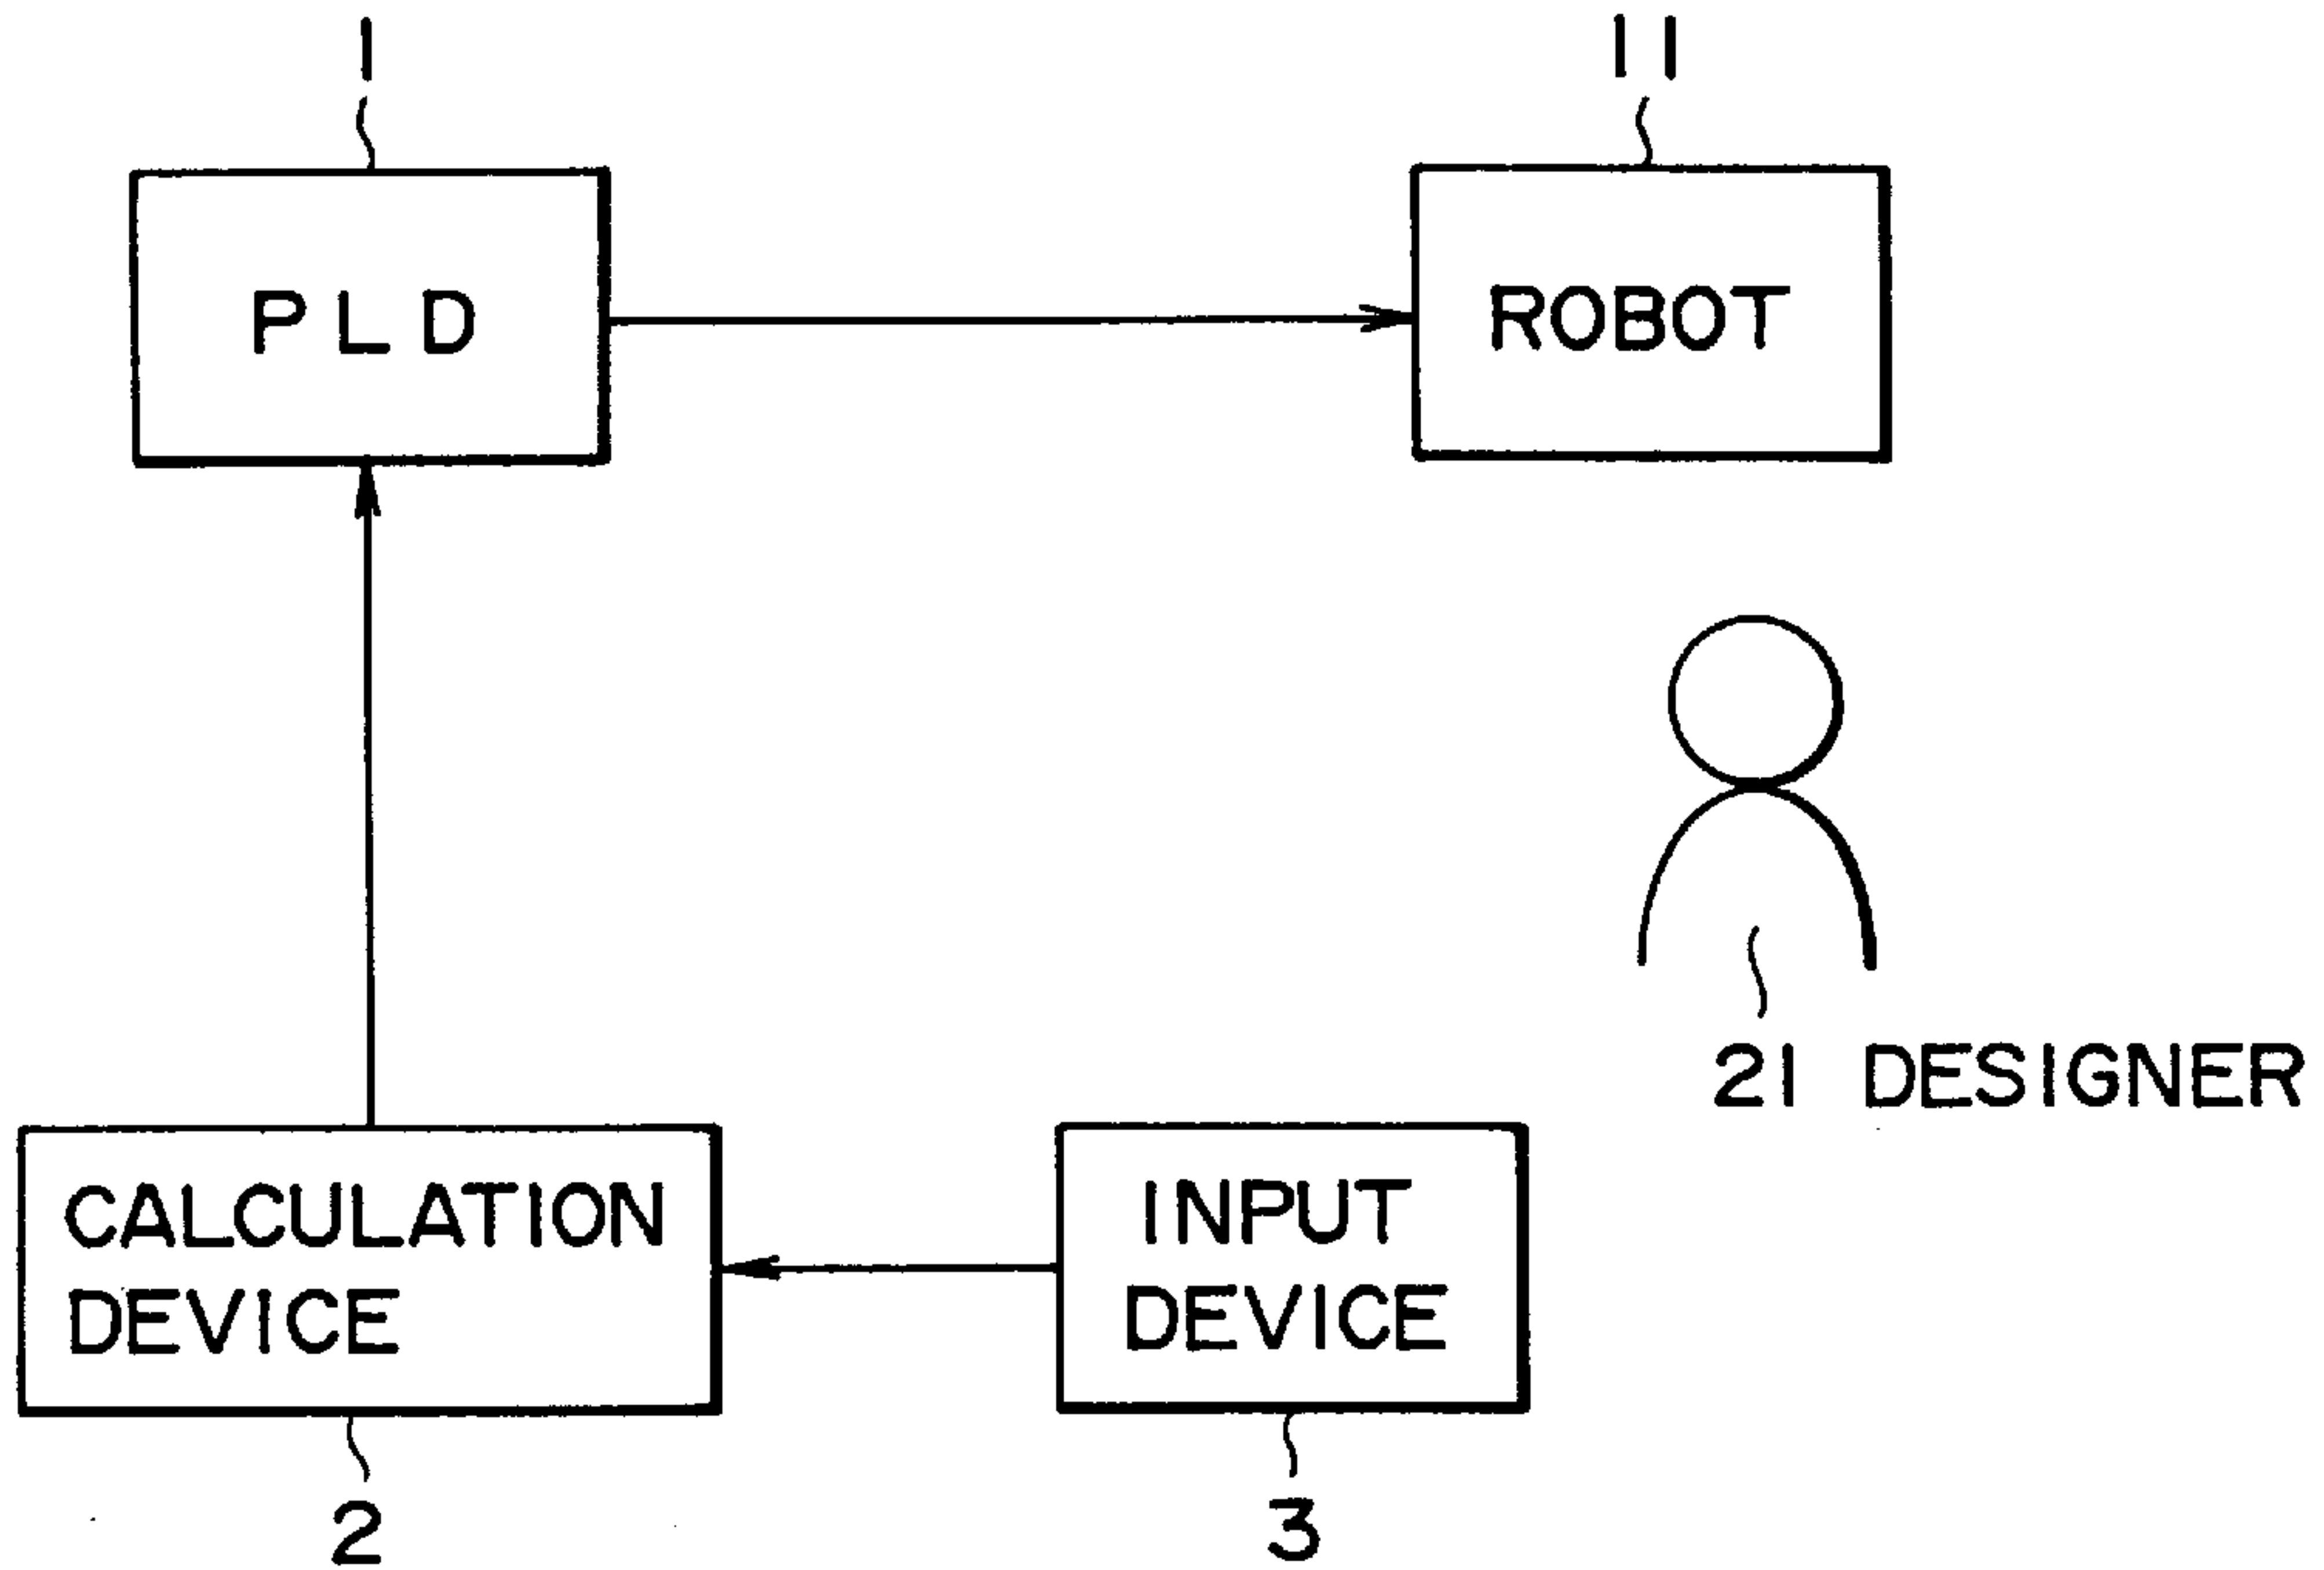 1
11
PLD
ROBOT
21 DESIGNER
CALCULATION
DEVICE
INPUT
DEVICE
2
3